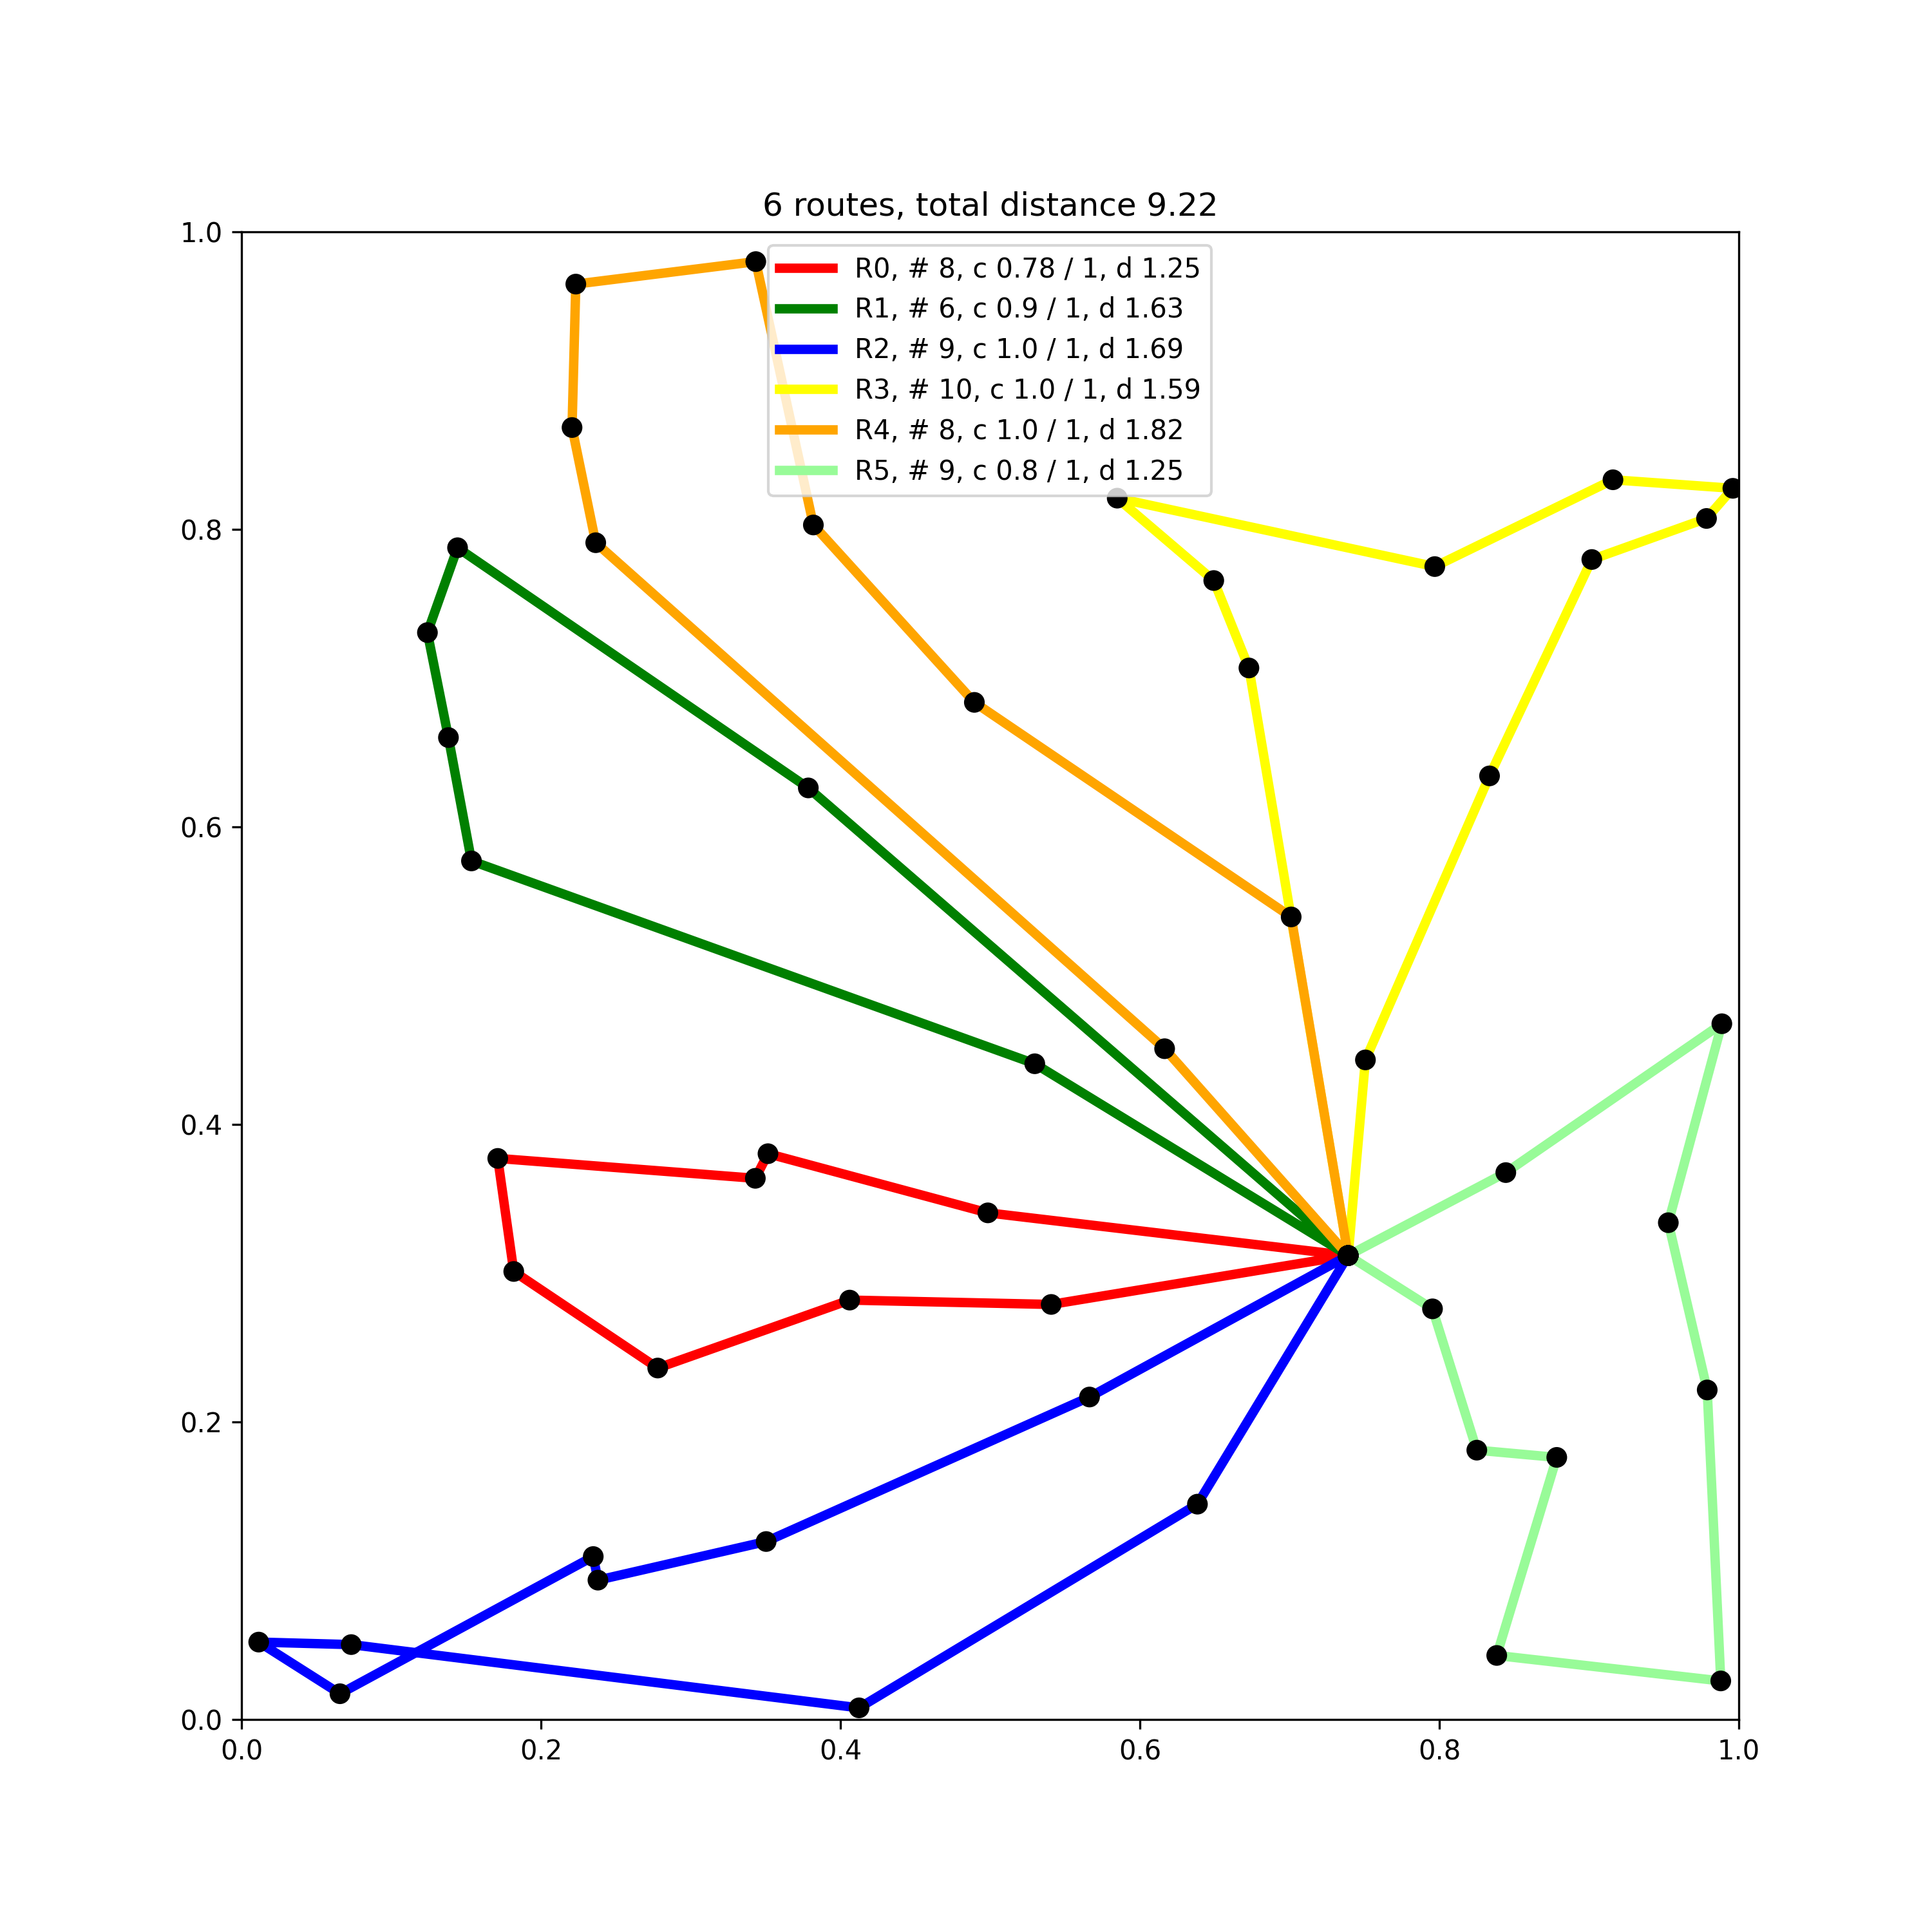 6 routes, total distance 9.22
1.0
0.8
0.6
0.4
0.2
0.0
R0, # 8, c 0.78 / 1, d 1.25
R1, # 6, c 0.9 / 1, d 1.63
R2, # 9, c 1.0 / 1, d 1.69
R3, # 10, c 1.0 / 1, d 1.59
R4, # 8, c 1.0 / 1, d 1.82
R5, # 9, c 0.8 / 1, d 1.25
0.0 0.2 0.4 0.6 0.8 1.0